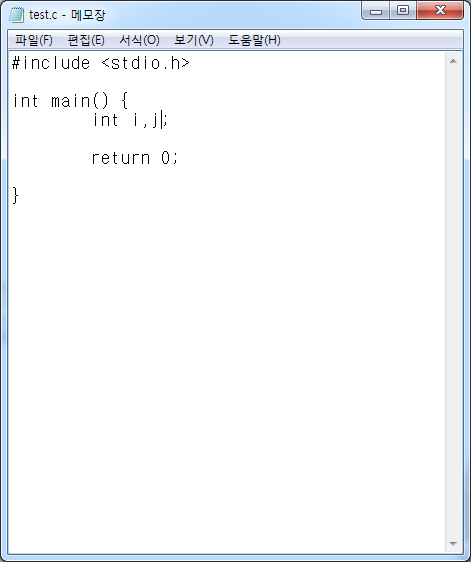 test.c - 메모장
파일(F) 편집(E) 서식(O) 보기(V) 도움말(H)
#include <stdio.h>
int main() {
int i,j;
return 0;
}